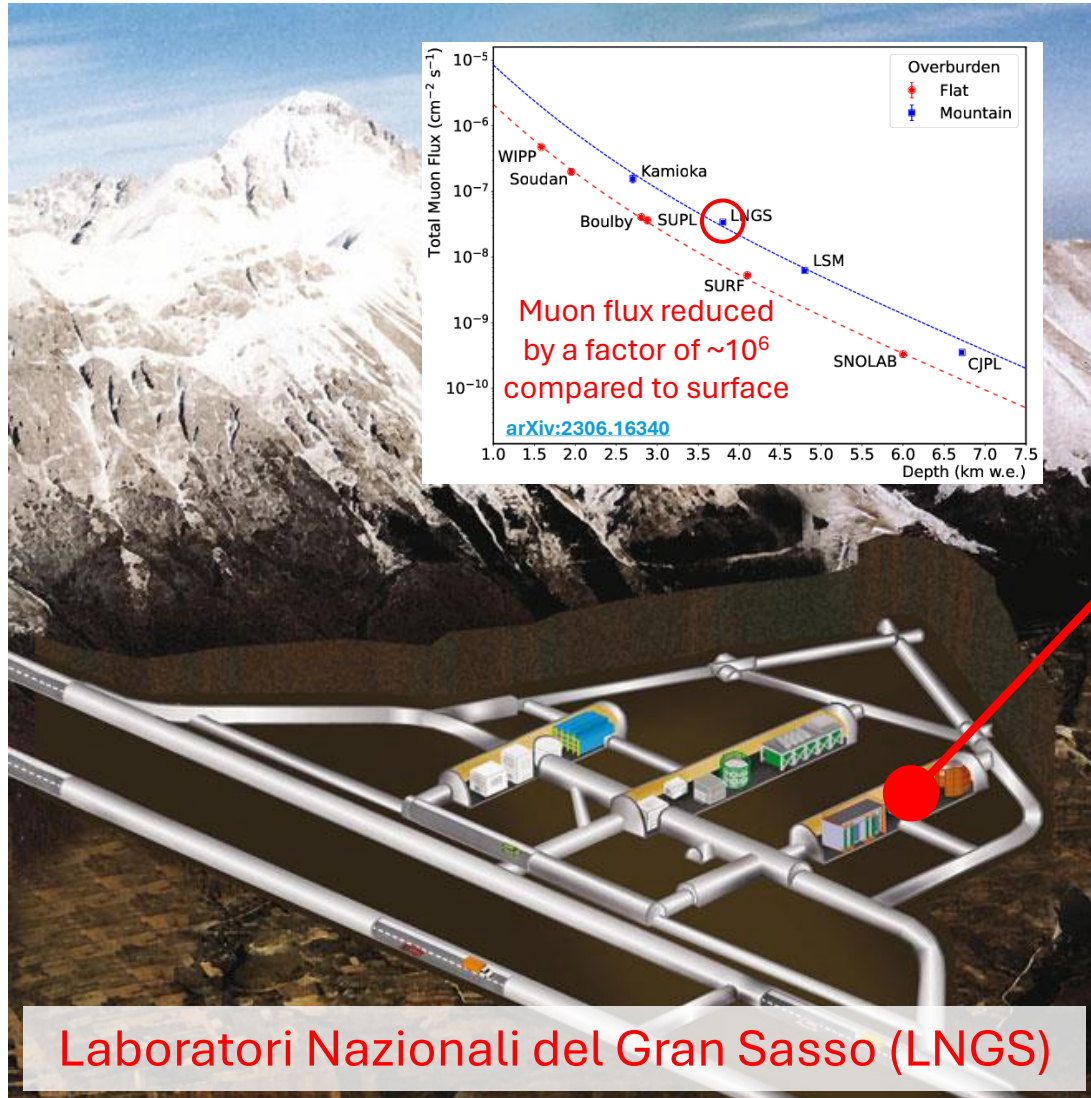 Total Muon Flux (cm⁻² s⁻¹)
10⁻⁵
10⁻⁶
10⁻⁷
10⁻⁸
10⁻⁹
10⁻¹⁰
Overburden
Flat
Mountain
WIPP
Soudan
Kamioka
Boulby
SUPL
LNGS
LSM
SURF
SNOLAB
CJPL
Muon flux reduced
by a factor of ~10⁶
compared to surface
arXiv:2306.16340
1.0 1.5 2.0 2.5 3.0 3.5 4.0 4.5 5.0 5.5 6.0 6.5 7.0 7.5
Depth (km w.e.)
Laboratori Nazionali del Gran Sasso (LNGS)